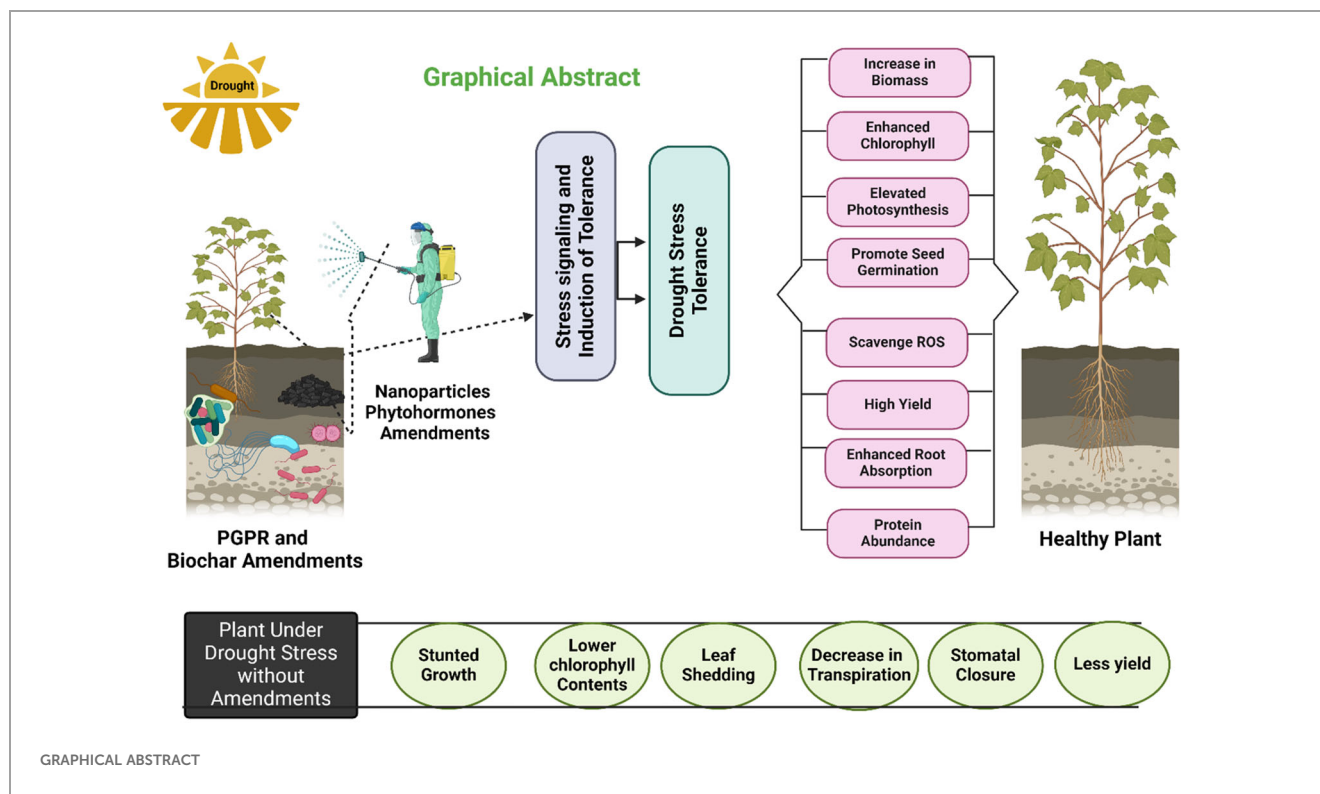 Drought
Graphical Abstract
PGPR and
Biochar Amendments
Nanoparticles
Phytohormones
Amendments
Stress signaling and
Induction of Tolerance
Drought Stress
Tolerance
Increase in
Biomass
Enhanced
Chlorophyll
Elevated
Photosynthesis
Promote Seed
Germination
Scavenge ROS
High Yield
Enhanced Root
Absorption
Protein
Abundance
Healthy Plant
Plant Under
Drought Stress
without
Amendments
Stunted
Growth
Lower
chlorophyll
Contents
Leaf
Shedding
Decrease in
Transpiration
Stomatal
Closure
Less yield
GRAPHICAL ABSTRACT